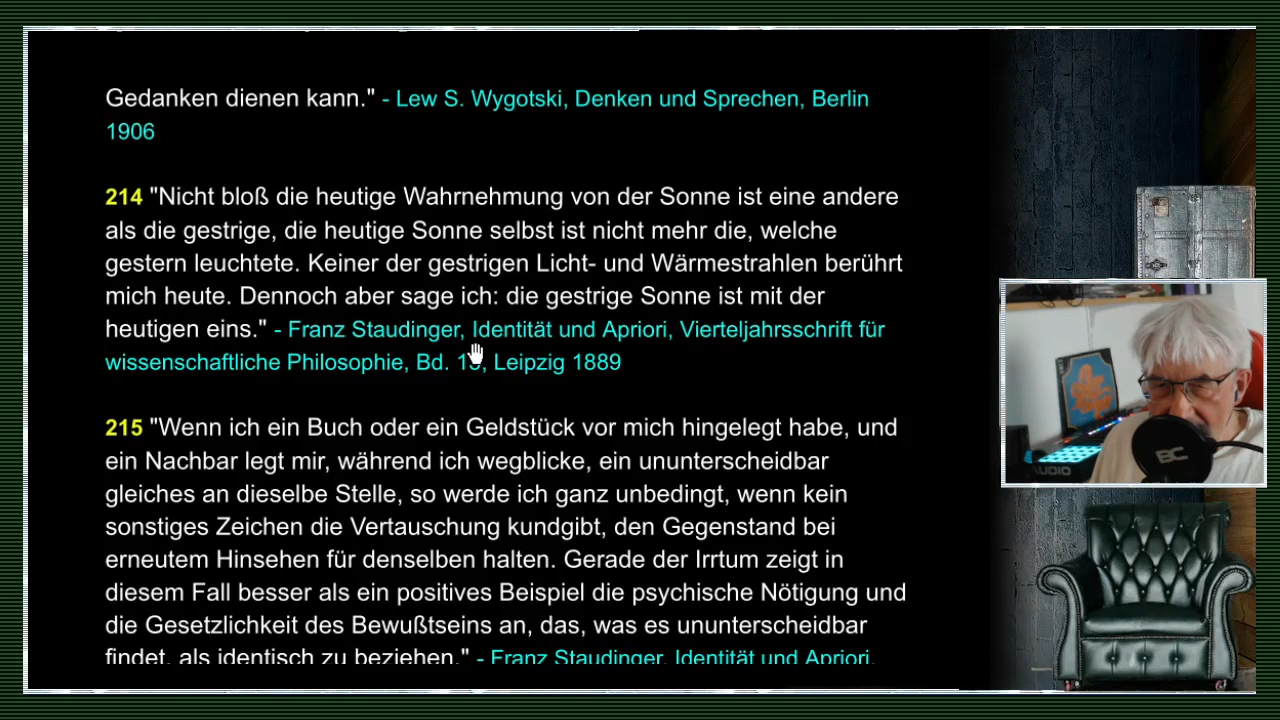 Gedanken dienen kann." - Lew S. Wygotski, Denken und Sprechen, Berlin
1906
214 "Nicht bloß die heutige Wahrnehmung von der Sonne ist eine andere
als die gestrige, die heutige Sonne selbst ist nicht mehr die, welche
gestern leuchtete. Keiner der gestrigen Licht- und Wärmestrahlen berührt
mich heute. Dennoch aber sage ich: die gestrige Sonne ist mit der
heutigen eins." - Franz Staudinger, Identität und Apriori, Vierteljahrsschrift für
wissenschaftliche Philosophie, Bd. Leipzig 1889
215 "Wenn ich ein Buch oder ein Geldstück vor mich hingelegt habe, und
ein Nachbar legt mir, während ich wegblicke, ein ununterscheidbar
gleiches an dieselbe Stelle, so werde ich ganz unbedingt, wenn kein
sonstiges Zeichen die Vertauschung kundgibt, den Gegenstand bei
erneutem Hinsehen für denselben halten. Gerade der Irrtum zeigt in
diesem Fall besser als ein positives Beispiel die psychische Nötigung und
die Gesetzlichkeit des Bewußtseins an, das, was es ununterscheidbar
findet, als identisch zu beziehen." - Franz Staudinger, Identität und Apriori,
BC
AUDIO